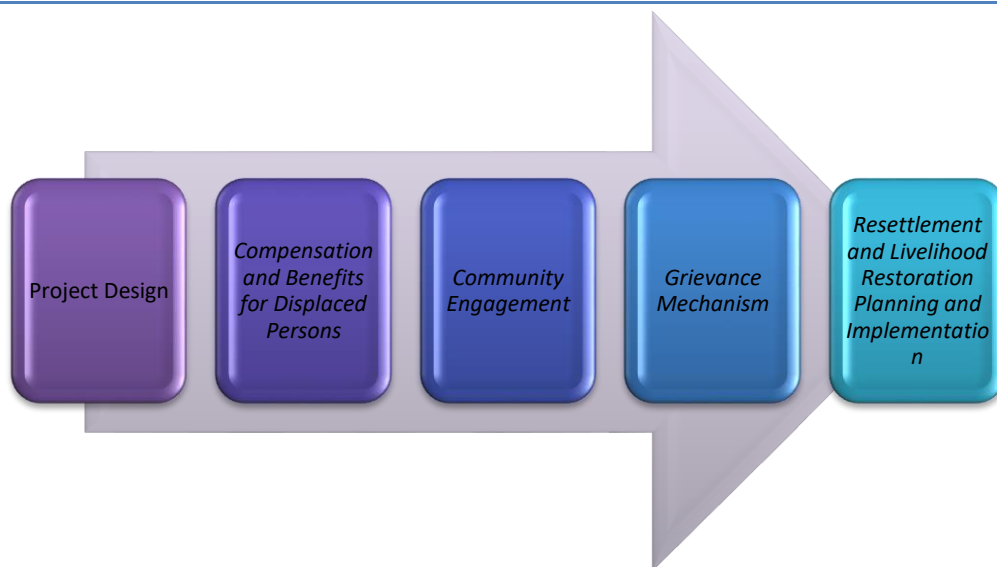 Project Design
Compensation
and Benefits
for Displaced
Persons
Community
Engagement
Grievance
Mechanism
Resettlement
and Livelihood
Restoration
Planning and
Implementatio
n